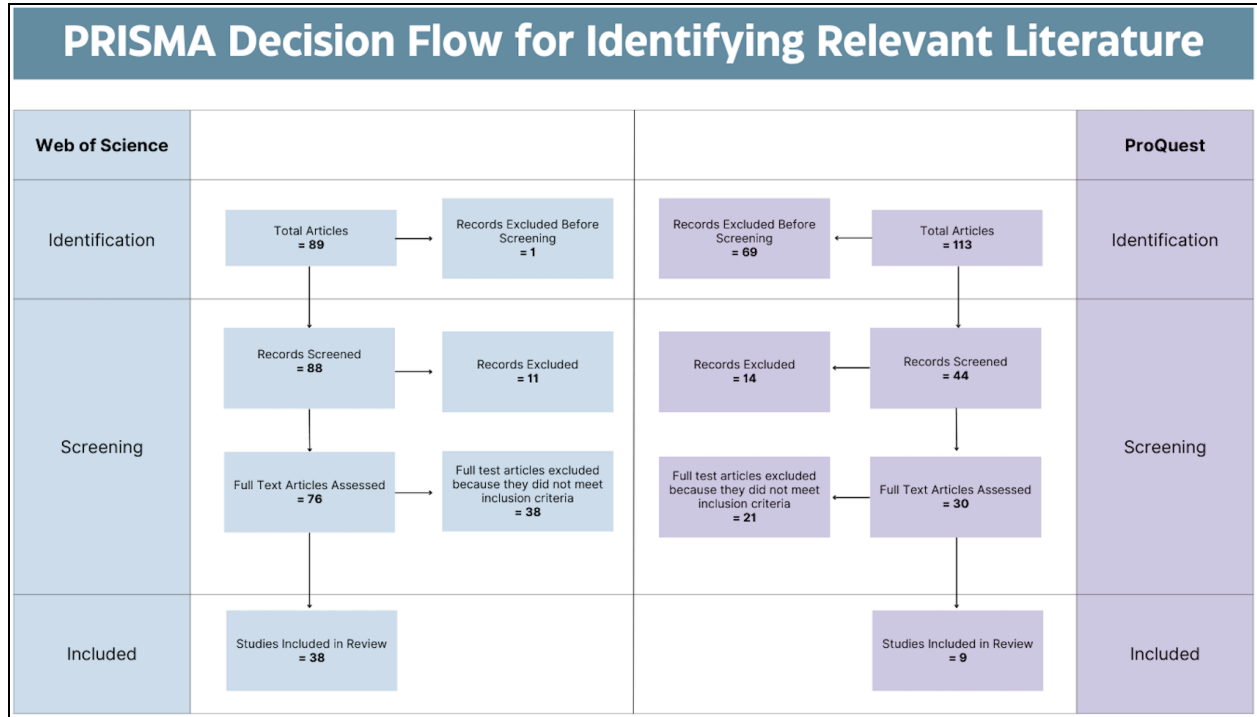 PRISMA Decision Flow for Identifying Relevant Literature
Web of Science
ProQuest
Identification
Total Articles
= 89
Records Excluded Before
Screening
= 1
Records Excluded Before
Screening
= 69
Total Articles
= 113
Identification
Screening
Records Screened
= 88
Records Excluded
= 11
Records Excluded
= 14
Records Screened
= 44
Full Text Articles Assessed
= 76
Full test articles excluded
because they did not meet
inclusion criteria
= 38
Full test articles excluded
because they did not meet
inclusion criteria
= 21
Full Text Articles Assessed
= 30
Screening
Included
Studies Included in Review
= 38
Studies Included in Review
= 9
Included